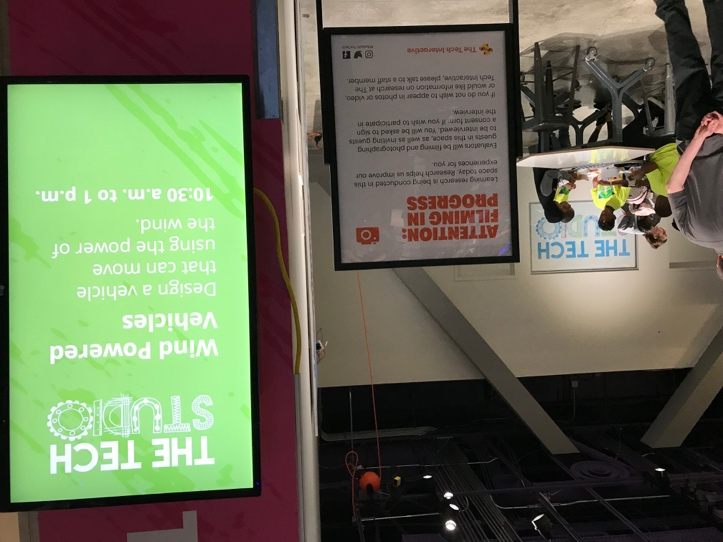 THE TECH
STUDIO
Wind Powered
Vehicles
Design a vehicle
that can move
using the power of
the wind.
10:30 a.m. to 1 p.m.
ATTENTION:
FILMING IN
PROGRESS
Learning research is being conducted in this
space today. Research helps us improve our
experiences for you.
Evaluators will be filming and photographing
guests in this space, as well as inviting guests
to be interviewed. You will be asked to sign
a consent form if you wish to participate in
the interview.
If you do not wish to appear in photos or video,
or would like information on research at The
Tech Interactive, please talk to a staff member.
The Tech Interactive
THE TECH
STUDIO